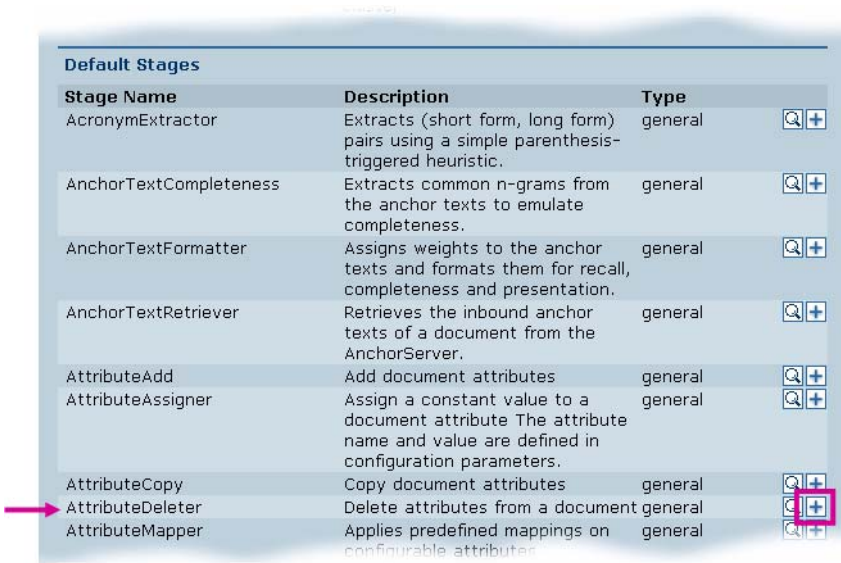 Default Stages
Stage Name Description Type
AcronymExtractor Extracts (short form, long form) general
pairs using a simple parenthesis-
triggered heuristic.
AnchorTextCompleteness Extracts common n-grams from general
the anchor texts to emulate
completeness.
AnchorTextFormatter Assigns weights to the anchor general
texts and formats them for recall,
completeness and presentation.
AnchorTextRetriever Retrieves the inbound anchor general
texts of a document from the
AnchorServer.
AttributeAdd Add document attributes general
AttributeAssigner Assign a constant value to a general
document attribute The attribute
name and value are defined in
configuration parameters.
AttributeCopy Copy document attributes general
AttributeDeleter Delete attributes from a document general
AttributeMapper Applies predefined mappings on general
configurable attributes